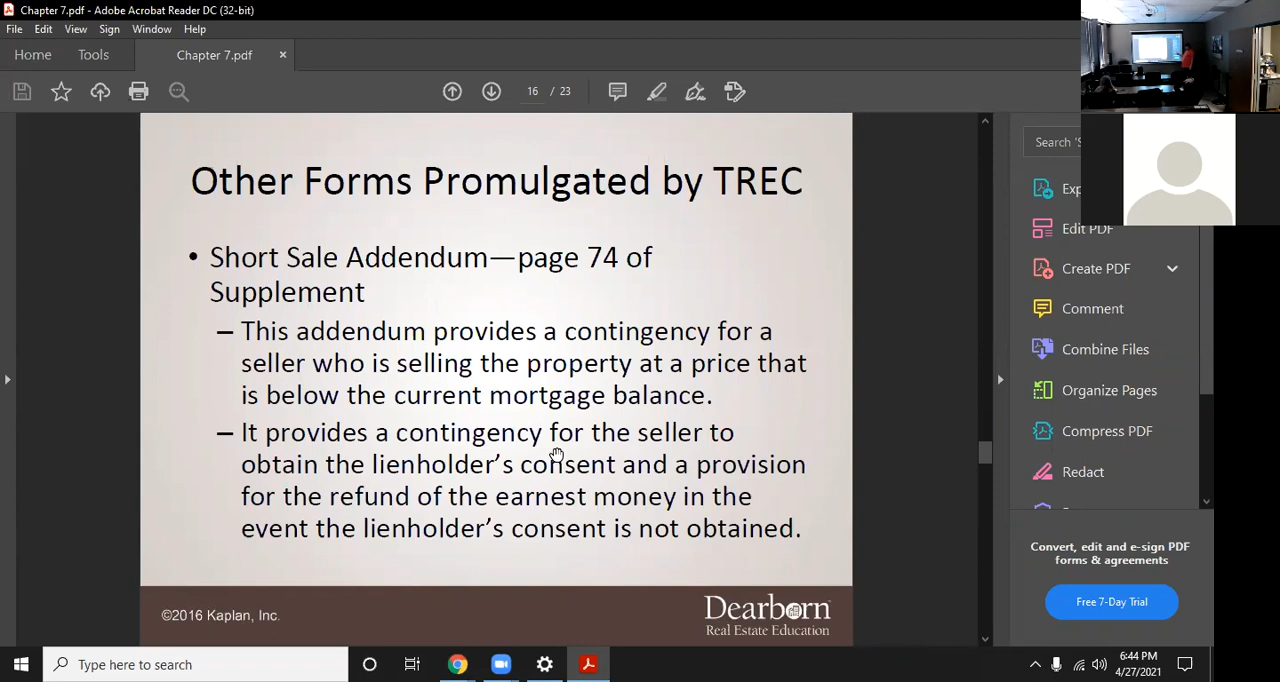 Chapter 7.pdf - Adobe Acrobat Reader DC (32-bit)
File Edit View Sign Window Help
Home Tools Chapter 7.pdf ×
16 / 23
Other Forms Promulgated by TREC
• Short Sale Addendum—page 74 of
Supplement
– This addendum provides a contingency for a
seller who is selling the property at a price that
is below the current mortgage balance.
– It provides a contingency for the seller to
obtain the lienholder’s consent and a provision
for the refund of the earnest money in the
event the lienholder’s consent is not obtained.
©2016 Kaplan, Inc.
Dearborn
Real Estate Education
Search '
Exp
Edit PDF
Create PDF
Comment
Combine Files
Organize Pages
Compress PDF
Redact
Convert, edit and e-sign PDF
forms & agreements
Free 7-Day Trial
Type here to search
6:44 PM
4/27/2021